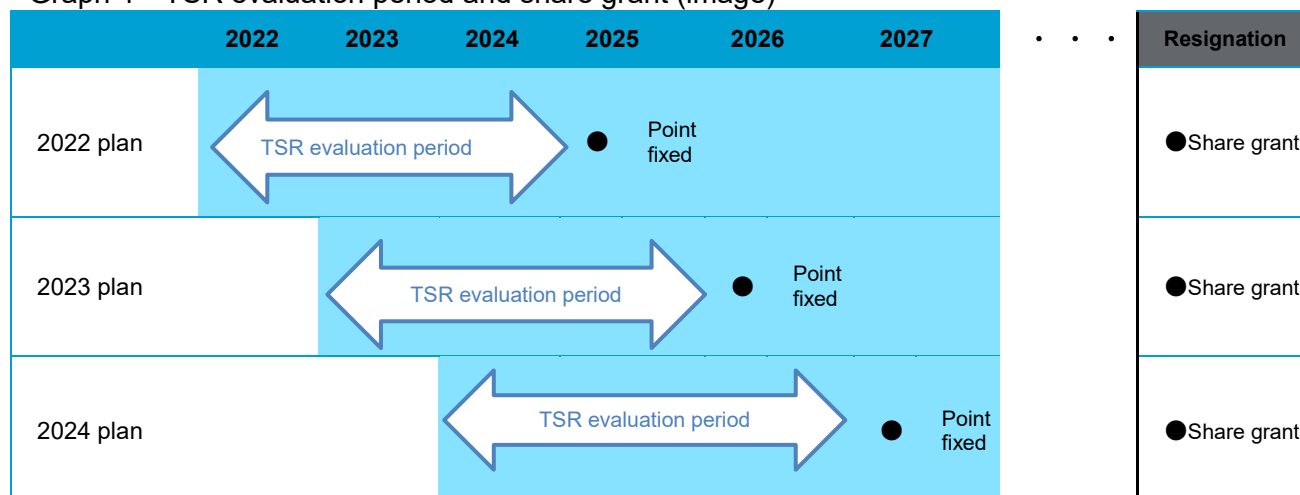 2022 2023 2024 2025 2026 2027 · · · Resignation
2022 plan
TSR evaluation period
● Point
fixed
●Share grant
2023 plan
TSR evaluation period
● Point
fixed
●Share grant
2024 plan
TSR evaluation period
● Point
fixed
●Share grant